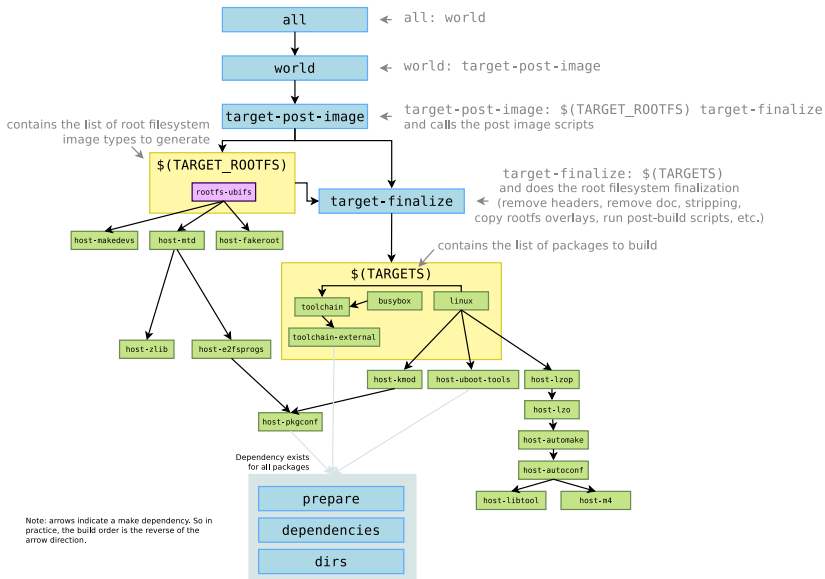 all
all: world
world
world: target-post-image
target-post-image
target-post-image: $(TARGET_ROOTFS) target-finalize
and calls the post image scripts
contains the list of root filesystem
image types to generate
$(TARGET_ROOTFS)
rootfs-ubifs
target-finalize
target-finalize: $(TARGETS)
and does the root filesystem finalization
(remove headers, remove doc, stripping,
copy rootfs overlays, run post-build scripts, etc.)
host-makedevs
host-mtd
host-fakeroot
contains the list of packages to build
$(TARGETS)
toolchain
busybox
linux
toolchain-external
host-zlib
host-e2fsprogs
host-kmod
host-uboot-tools
host-lzop
host-lzo
host-pkgconf
host-automake
Dependency exists
for all packages
host-autoconf
prepare
host-libtool
host-m4
Note: arrows indicate a make dependency. So in
practice, the build order is the reverse of the
arrow direction.
dependencies
dirs